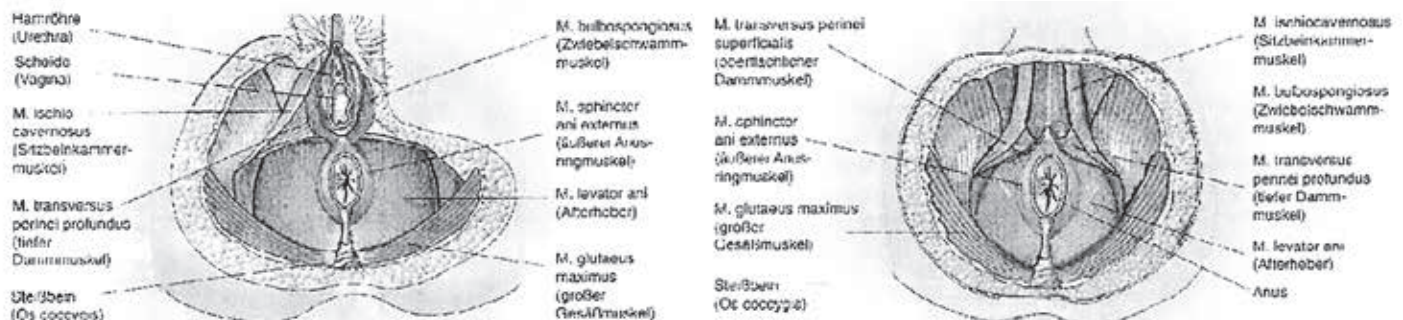 Harnröhre
(Urethra)
Scheide
(Vagina)
M. ischio
cavernosus
(Sitzbeinkammer-
muskel)
M. transversus
perinei profundus
(tiefer
Dammmuskel)
Steißbein
(Os coccygis)
M. bulbospongiosus
(Zwiebelschwamm-
muskel)
M. sphincter
ani externus
(äußerer Anus-
ringmuskel)
M. levator ani
(Afterheber)
M. glutaeus
maximus
(großer
Gesäßmuskel)
M. transversus perinei
superficialis
(oberflächlicher
Dammmuskel)
M. sphincter
ani externus
(äußerer Anus-
ringmuskel)
M. glutaeus maximus
(großer
Gesäßmuskel)
Steißbein
(Os coccygis)
M. ischiocavernosus
(Sitzbeinkammer-
muskel)
M. bulbospongiosus
(Zwiebelschwamm-
muskel)
M. transversus
perinei profundus
(tiefer Damm-
muskel)
M. levator ani
(Afterheber)
Anus